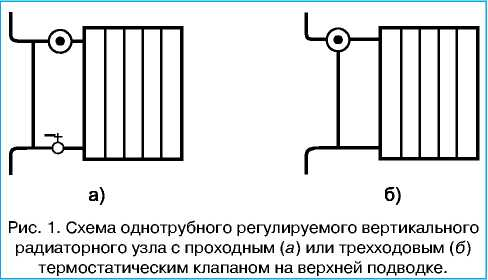 а)
б)
Рис. 1. Схема однотрубного регулируемого вертикального
радиаторного узла с проходным (а) или трехходовым (б)
термостатическим клапаном на верхней подводке.